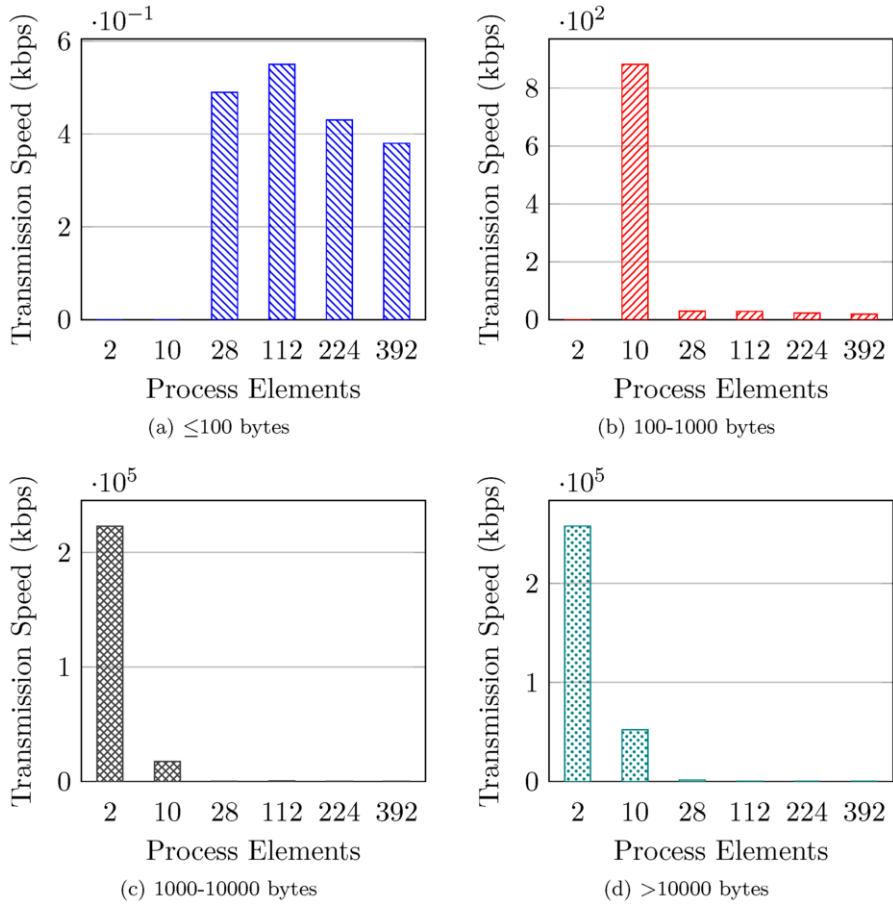 ·10⁻¹
Transmission Speed (kbps)
6
4
2
0
2 10 28 112 224 392
Process Elements
(a) ≤100 bytes
·10²
Transmission Speed (kbps)
8
6
4
2
0
2 10 28 112 224 392
Process Elements
(b) 100-1000 bytes
·10⁵
Transmission Speed (kbps)
2
1
0
2 10 28 112 224 392
Process Elements
(c) 1000-10000 bytes
·10⁵
Transmission Speed (kbps)
2
1
0
2 10 28 112 224 392
Process Elements
(d) >10000 bytes